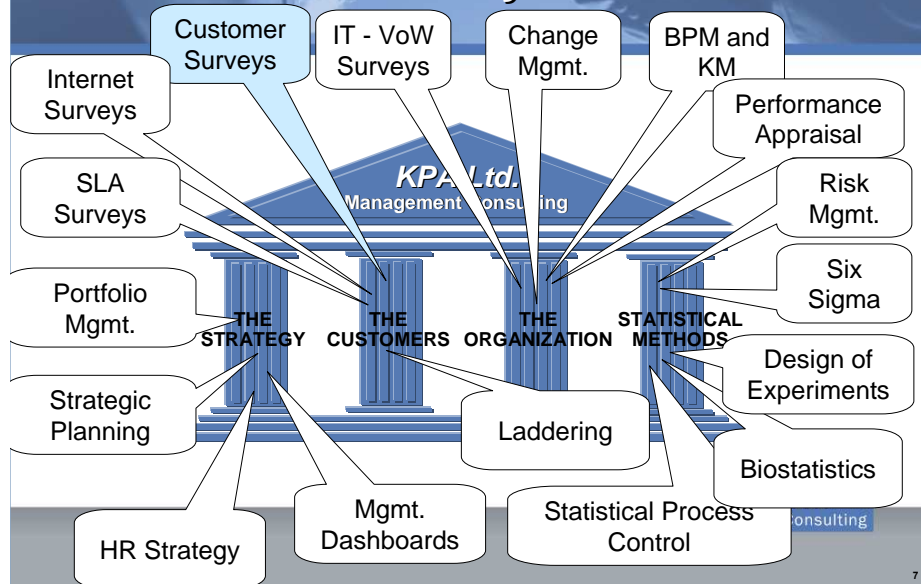 Customer
Surveys
IT - VoW
Surveys
Change
Mgmt.
BPM and
KM
Internet
Surveys
Performance
Appraisal
KPA Ltd.
Management Consulting
SLA
Surveys
Risk
Mgmt.
Six
Sigma
Portfolio
Mgmt.
THE
STRATEGY
THE
CUSTOMERS
THE
ORGANIZATION
STATISTICAL
METHODS
Design of
Experiments
Strategic
Planning
Laddering
Biostatistics
Mgmt.
Dashboards
Statistical Process
Control
Consulting
HR Strategy
7